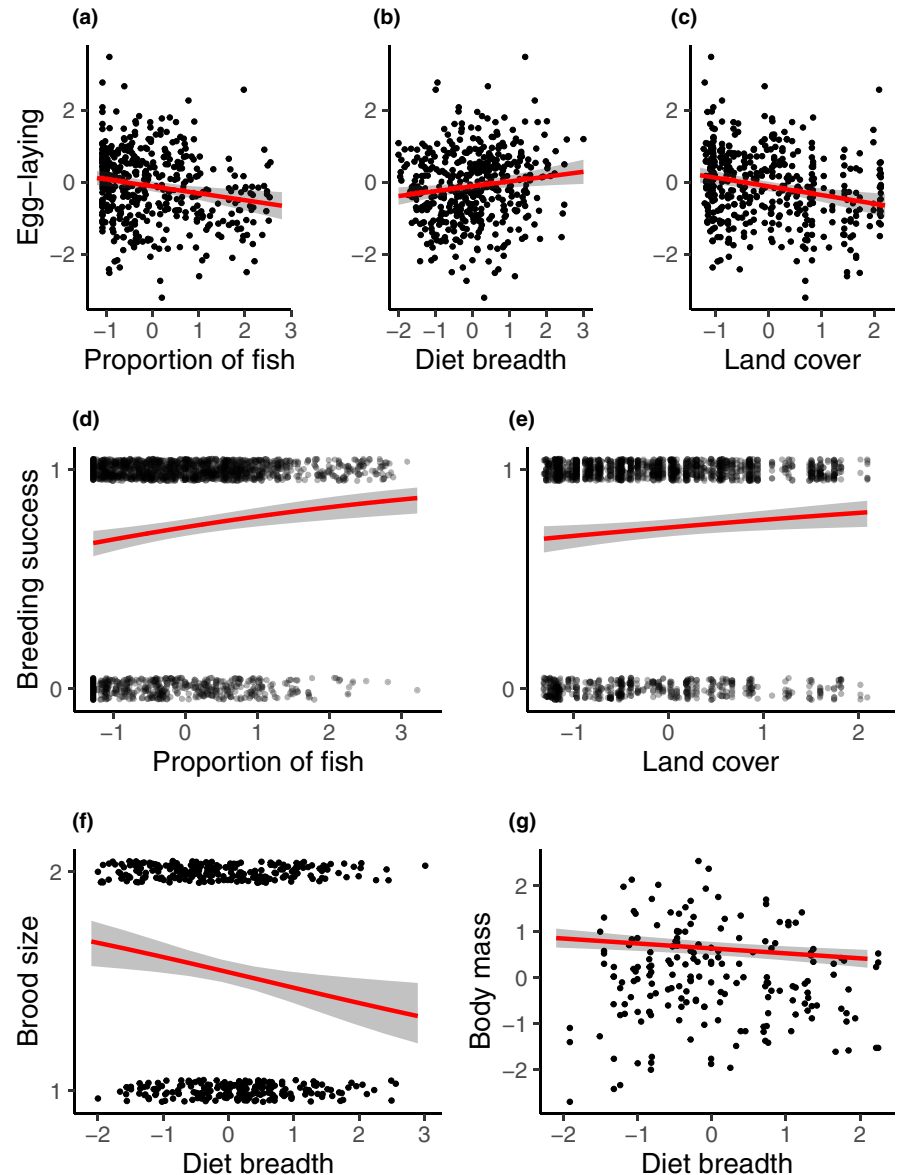 (a) (b) (c)
Egg−laying
2
0
−2
−1 0 1 2 3
Proportion of fish
−2 −1 0 1 2 3
Diet breadth
2
0
−2
−1 0 1 2
Land cover
(d) (e)
Breeding success
1
0
−1 0 1 2 3
Proportion of fish
−1 0 1 2
Land cover
(f) (g)
Brood size
2
1
−2 −1 0 1 2 3
Diet breadth
Body mass
2
1
0
−1
−2
−2 −1 0 1 2
Diet breadth